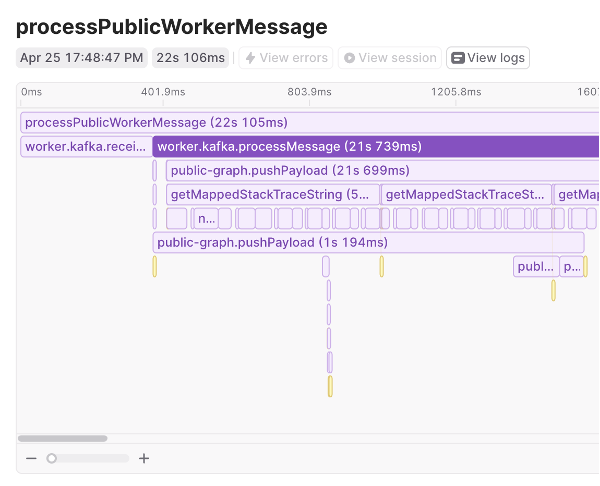 processPublicWorkerMessage
Apr 25 17:48:47 PM 22s 106ms View errors View session View logs
0ms 401.9ms 803.9ms 1205.8ms 1607
processPublicWorkerMessage (22s 105ms)
worker.kafka.recei... worker.kafka.processMessage (21s 739ms)
public-graph.pushPayload (21s 699ms)
getMappedStackTraceString (5... getMappedStackTraceSt... getMap
n...
public-graph.pushPayload (1s 194ms)
publ... p...